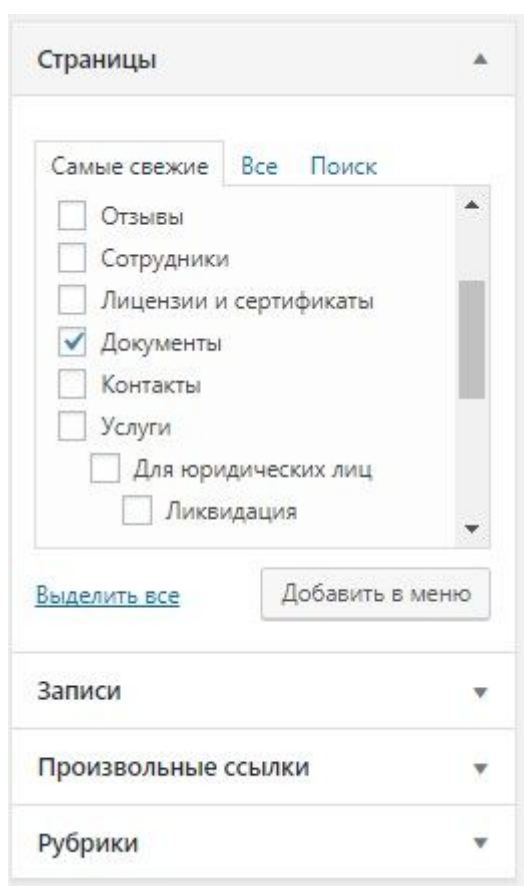 Страницы
Самые свежие Все Поиск
Отзывы
Сотрудники
Лицензии и сертификаты
Документы
Контакты
Услуги
Для юридических лиц
Ликвидация
Выделить все Добавить в меню
Записи
Произвольные ссылки
Рубрики